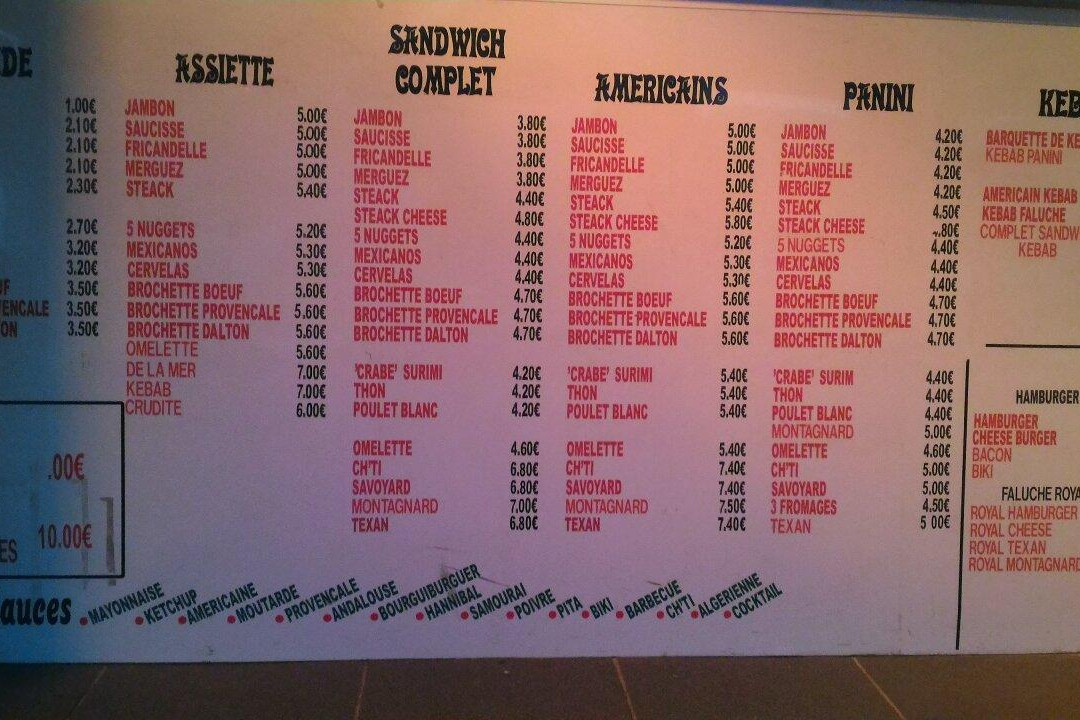 DE
1.00€
2.10€
2.10€
2.10€
2.30€
2.70€
3.20€
3.20€
3.50€
VENCALE 3.50€
ON 3.50€
.00€
ES 10.00€
ASSIETTE
JAMBON 5.00€
SAUCISSE 5.00€
FRICANDELLE 5.00€
MERGUEZ 5.00€
STEACK 5.40€
5 NUGGETS 5.20€
MEXICANOS 5.30€
CERVELAS 5.30€
BROCHETTE BOEUF 5.60€
BROCHETTE PROVENCALE 5.60€
BROCHETTE DALTON 5.60€
OMELETTE 5.60€
DE LA MER 7.00€
KEBAB 7.00€
CRUDITE 6.00€
SANDWICH
COMPLET
JAMBON 3.80€
SAUCISSE 3.80€
FRICANDELLE 3.80€
MERGUEZ 3.80€
STEACK 4.40€
STEACK CHEESE 4.80€
5 NUGGETS 4.40€
MEXICANOS 4.40€
CERVELAS 4.40€
BROCHETTE BOEUF 4.70€
BROCHETTE PROVENCALE 4.70€
BROCHETTE DALTON 4.70€
'CRABE' SURIMI 4.20€
THON 4.20€
POULET BLANC 4.20€
OMELETTE 4.60€
CH'TI 6.80€
SAVOYARD 6.80€
MONTAGNARD 7.00€
TEXAN 6.80€
AMERICAINS
JAMBON 5.00€
SAUCISSE 5.00€
FRICANDELLE 5.00€
MERGUEZ 5.00€
STEACK 5.40€
STEACK CHEESE 5.80€
5 NUGGETS 5.20€
MEXICANOS 5.30€
CERVELAS 5.30€
BROCHETTE BOEUF 5.60€
BROCHETTE PROVENCALE 5.60€
BROCHETTE DALTON 5.60€
'CRABE' SURIMI 5.40€
THON 5.40€
POULET BLANC 5.40€
OMELETTE 5.40€
CH'TI 7.40€
SAVOYARD 7.40€
MONTAGNARD 7.50€
TEXAN 7.40€
PANINI
JAMBON 4.20€
SAUCISSE 4.20€
FRICANDELLE 4.20€
MERGUEZ 4.20€
STEACK 4.50€
STEACK CHEESE .80€
5 NUGGETS 4.40€
MEXICANOS 4.40€
CERVELAS 4.40€
BROCHETTE BOEUF 4.70€
BROCHETTE PROVENCALE 4.70€
BROCHETTE DALTON 4.70€
'CRABE' SURIM 4.40€
THON 4.40€
POULET BLANC 4.40€
MONTAGNARD 5.00€
OMELETTE 4.60€
CH'TI 5.00€
SAVOYARD 5.00€
3 FROMAGES 4.50€
TEXAN 5 00€
KEB
BARQUETTE DE KE
KEBAB PANINI
AMERICAIN KEBAB
KEBAB FALUCHE
COMPLET SANDW
KEBAB
HAMBURGER
HAMBURGER
CHEESE BURGER
BACON
BIKI
FALUCHE ROYA
ROYAL HAMBURGER
ROYAL CHEESE
ROYAL TEXAN
ROYAL MONTAGNARD
auces
MAYONNAISE
KETCHUP
AMERICAINE
MOUTARDE
PROVENCALE
ANDALOUSE
BOURGUIBURGUER
HANNIBAL
SAMOURAI
POIVRE
PITA
BIKI
BARBECUE
CH'TI
ALGERIENNE
COCKTAIL